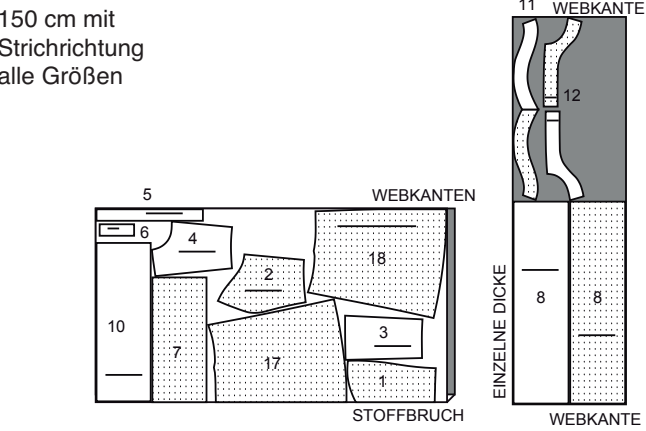 150 cm mit
Strichrichtung
alle Größen
11 WEBKANTE
12
5 WEBKANTEN
6
4
2
18
10
7
17
3
1
STOFFBRUCH
EINZELNE DICKE
8
8
WEBKANTE